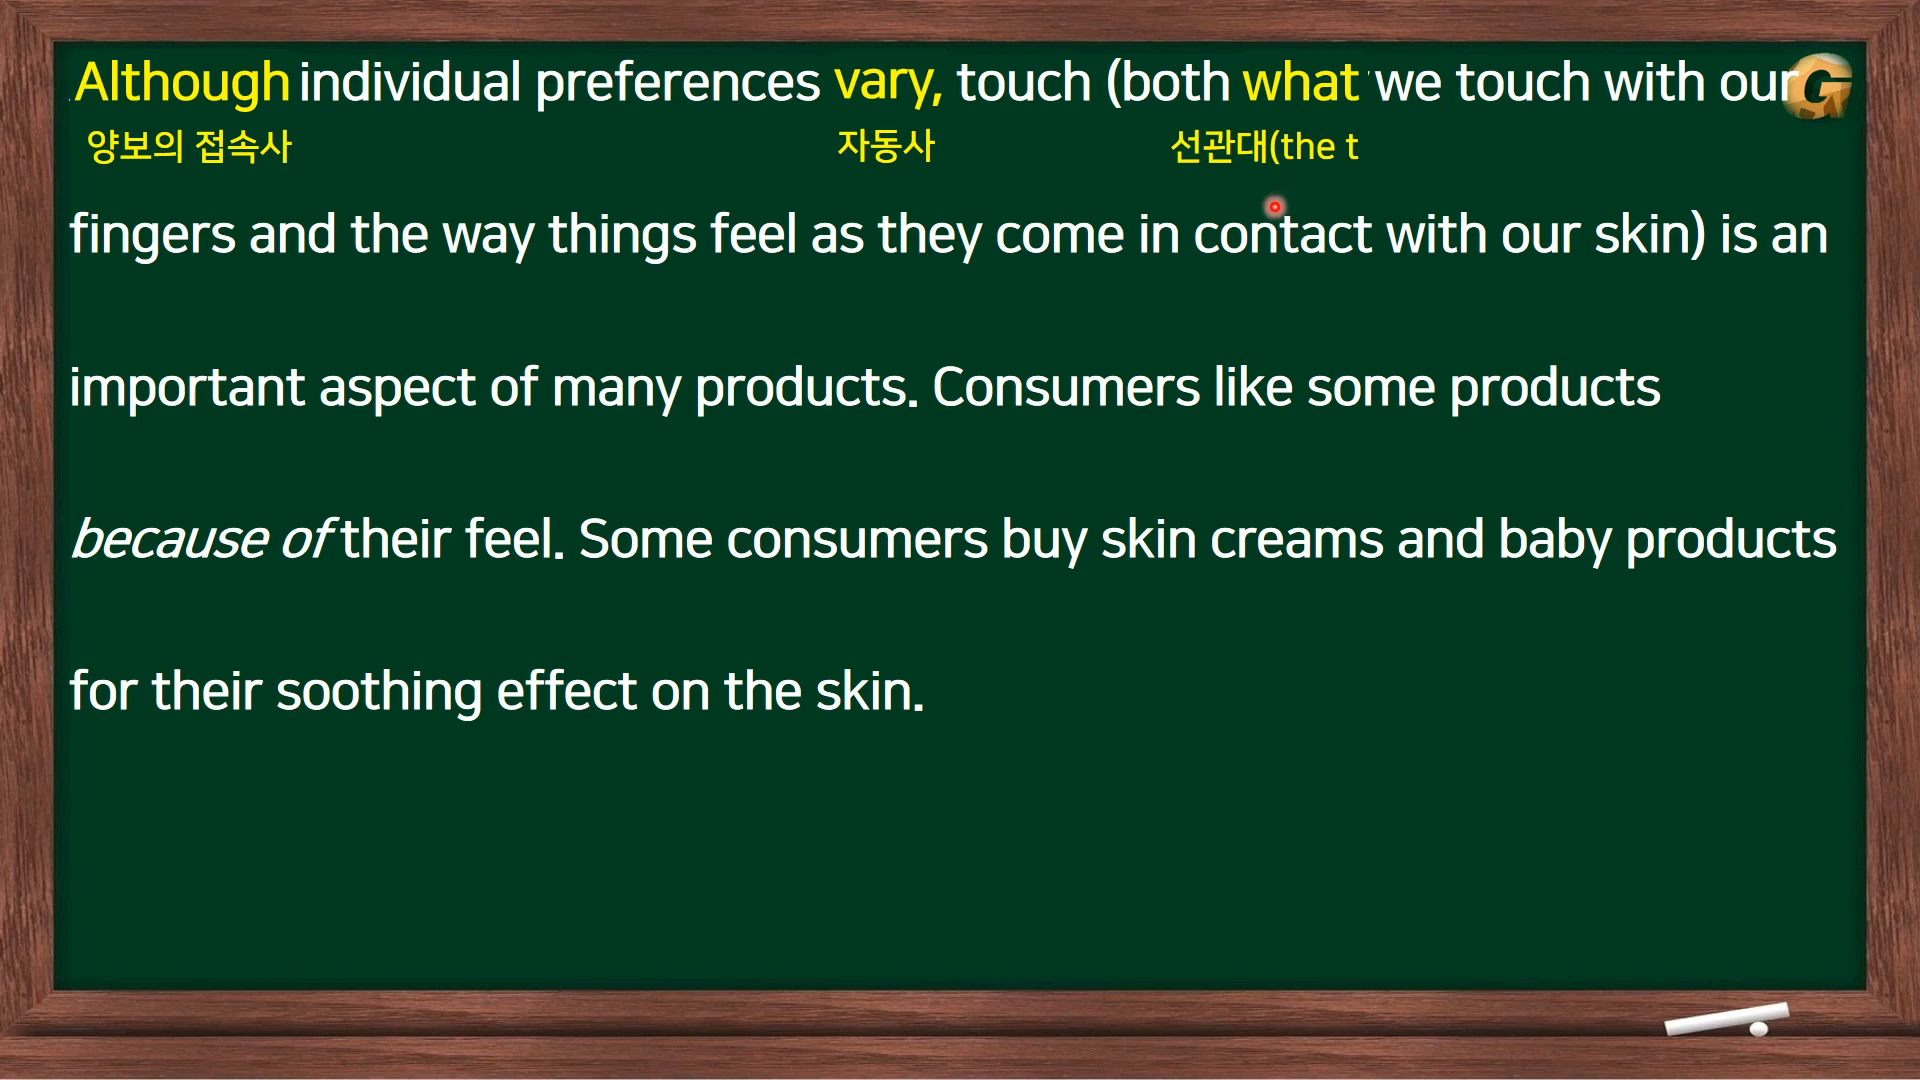 Although individual preferences vary, touch (both what we touch with our
양보의 접속사 자동사 선관대(the t
fingers and the way things feel as they come in contact with our skin) is an
important aspect of many products. Consumers like some products
because of their feel. Some consumers buy skin creams and baby products
for their soothing effect on the skin.
G